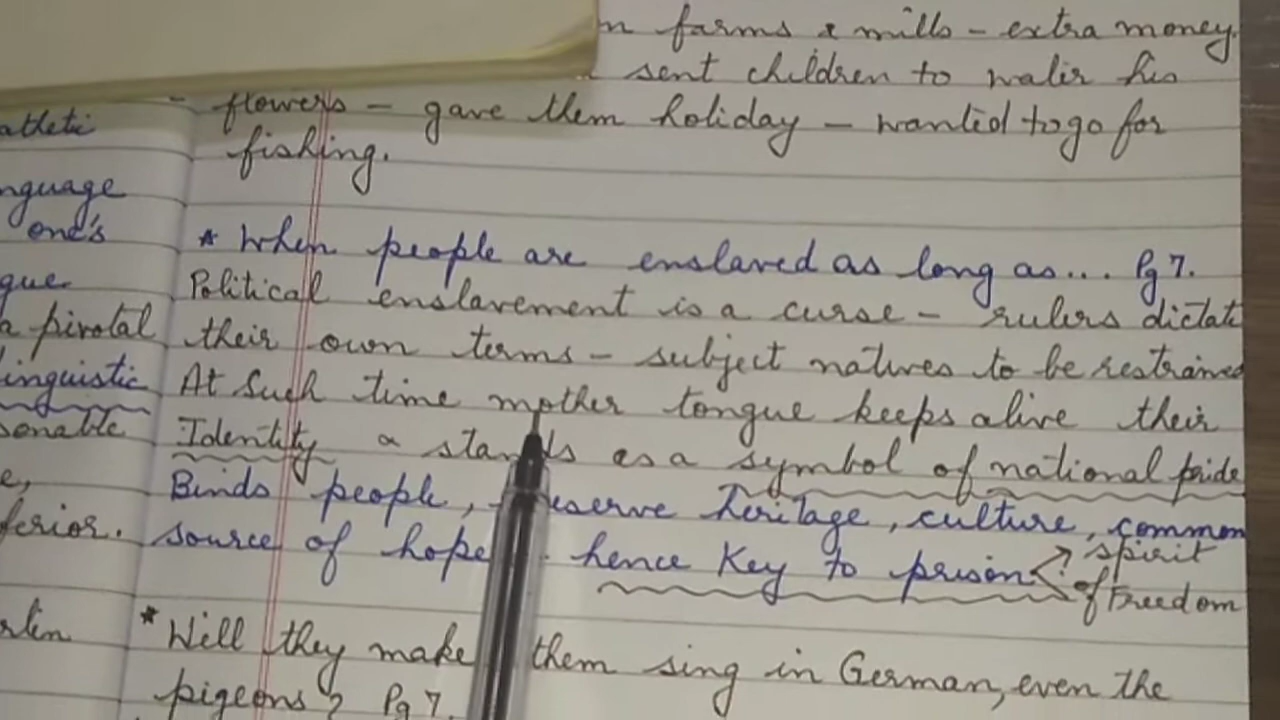 farms & mills - extra money.
sent children to water his
flowers - gave them holiday - wanted to go for
fishing.
one's
* When people are enslaved as long as... Pg 7.
Political enslavement is a curse - rulers dictate
a pivotal
their own terms - subject natives to be restrained
linguistic
At such time mother tongue keeps alive their
Identity & stands as a symbol of national pride
Binds people, preserve heritage, culture, common
source of hope. hence key to prison < spirit
of Freedom
* Will they make them sing in German, even the
pigeons? Pg 7.